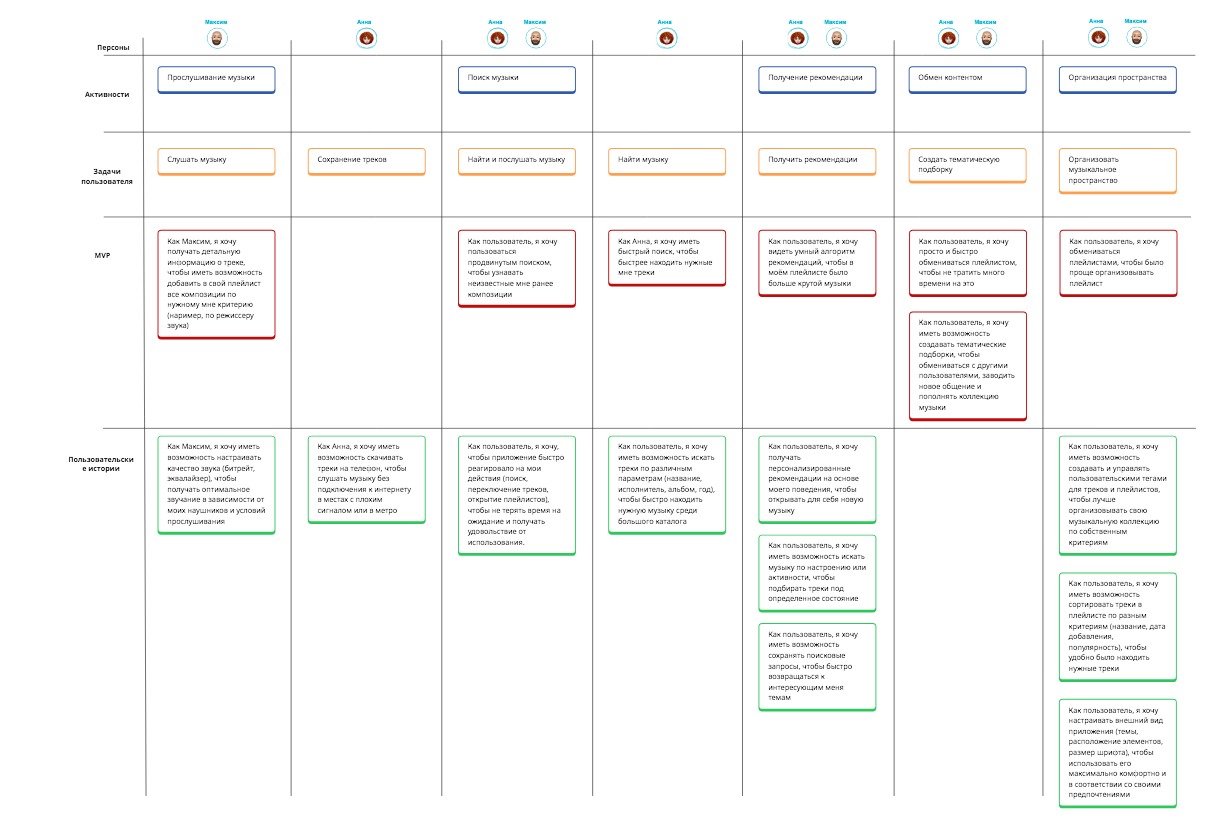 Максим
Анна
Анна Максим
Анна
Анна Максим
Анна Максим
Анна Максим
Персоны
Активности
Прослушивание музыки
Поиск музыки
Получение рекомендации
Обмен контентом
Организация пространства
Задачи
пользователя
Слушать музыку
Сохранение треков
Найти и послушать музыку
Найти музыку
Получить рекомендации
Создать тематическую
подборку
Организовать
музыкальное
пространство
MVP
Как Максим, я хочу
получать детальную
информацию о треке,
чтобы иметь возможность
добавить в свой плейлист
все композиции по
нужному мне критерию
(наример, по режиссеру
звука)
Как пользователь, я хочу
пользоваться
продвинутым поиском,
чтобы узнавать
неизвестные мне ранее
композиции
Как Анна, я хочу иметь
быстрый поиск, чтобы
быстрее находить нужные
мне треки
Как пользователь, я хочу
видеть умный алгоритм
рекомендаций, чтобы в
моём плейлисте было
больше крутой музыки
Как пользователь, я хочу
просто и быстро
обмениваться плейлистом,
чтобы не тратить много
времени на это
Как пользователь, я хочу
иметь возможность
создавать тематические
подборки, чтобы
обмениваться с другими
пользователями, заводить
новое общение и
пополнять коллекцию
музыки
Как пользователь, я хочу
обмениваться
плейлистами, чтобы было
проще организовывать
плейлист
Пользовательски
е истории
Как Максим, я хочу иметь
возможность настраивать
качество звука (битрейт,
эквалайзер), чтобы
получать оптимальное
звучание в зависимости от
моих наушников и условий
прослушивания
Как Анна, я хочу иметь
возможность скачивать
треки на телефон, чтобы
слушать музыку без
подключения к интернету
в местах с плохим
сигналом или в метро
Как пользователь, я хочу,
чтобы приложение быстро
реагировало на мои
действия (поиск,
переключение треков,
открытие плейлистов),
чтобы не терять время на
ожидание и получать
удовольствие от
использования.
Как пользователь, я хочу
иметь возможность искать
треки по различным
параметрам (название,
исполнитель, альбом, год),
чтобы быстро находить
нужную музыку среди
большого каталога
Как пользователь, я хочу
получать
персонализированные
рекомендации на основе
моего поведения, чтобы
открывать для себя новую
музыку
Как пользователь, я хочу
иметь возможность искать
музыку по настроению или
активности, чтобы
подбирать треки под
определенное состояние
Как пользователь, я хочу
иметь возможность
сохранять поисковые
запросы, чтобы быстро
возвращаться к
интересующим меня
темам
Как пользователь, я хочу
иметь возможность
создавать и управлять
пользовательскими тегами
для треков и плейлистов,
чтобы лучше
организовывать свою
музыкальную коллекцию
по собственным
критериям
Как пользователь, я хочу
иметь возможность
сортировать треки в
плейлисте по разным
критериям (название, дата
добавления,
популярность), чтобы
удобно было находить
нужные треки
Как пользователь, я хочу
настраивать внешний вид
приложения (темы,
расположение элементов,
размер шрифта), чтобы
использовать его
максимально комфортно и
в соответствии со своими
предпочтениями